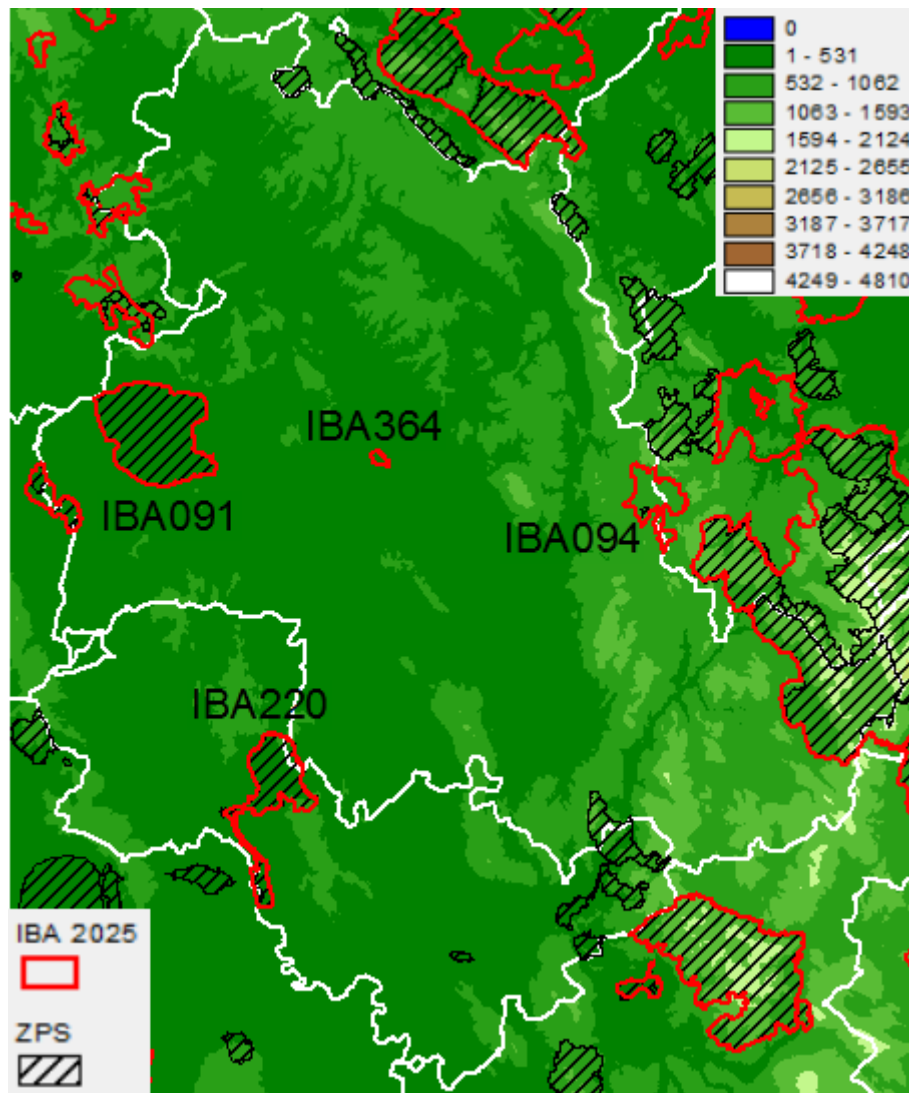 0
1 - 531
532 - 1062
1063 - 1593
1594 - 2124
2125 - 2655
2656 - 3186
3187 - 3717
3718 - 4248
4249 - 4810
IBA364
IBA091
IBA094
IBA220
IBA 2025
ZPS